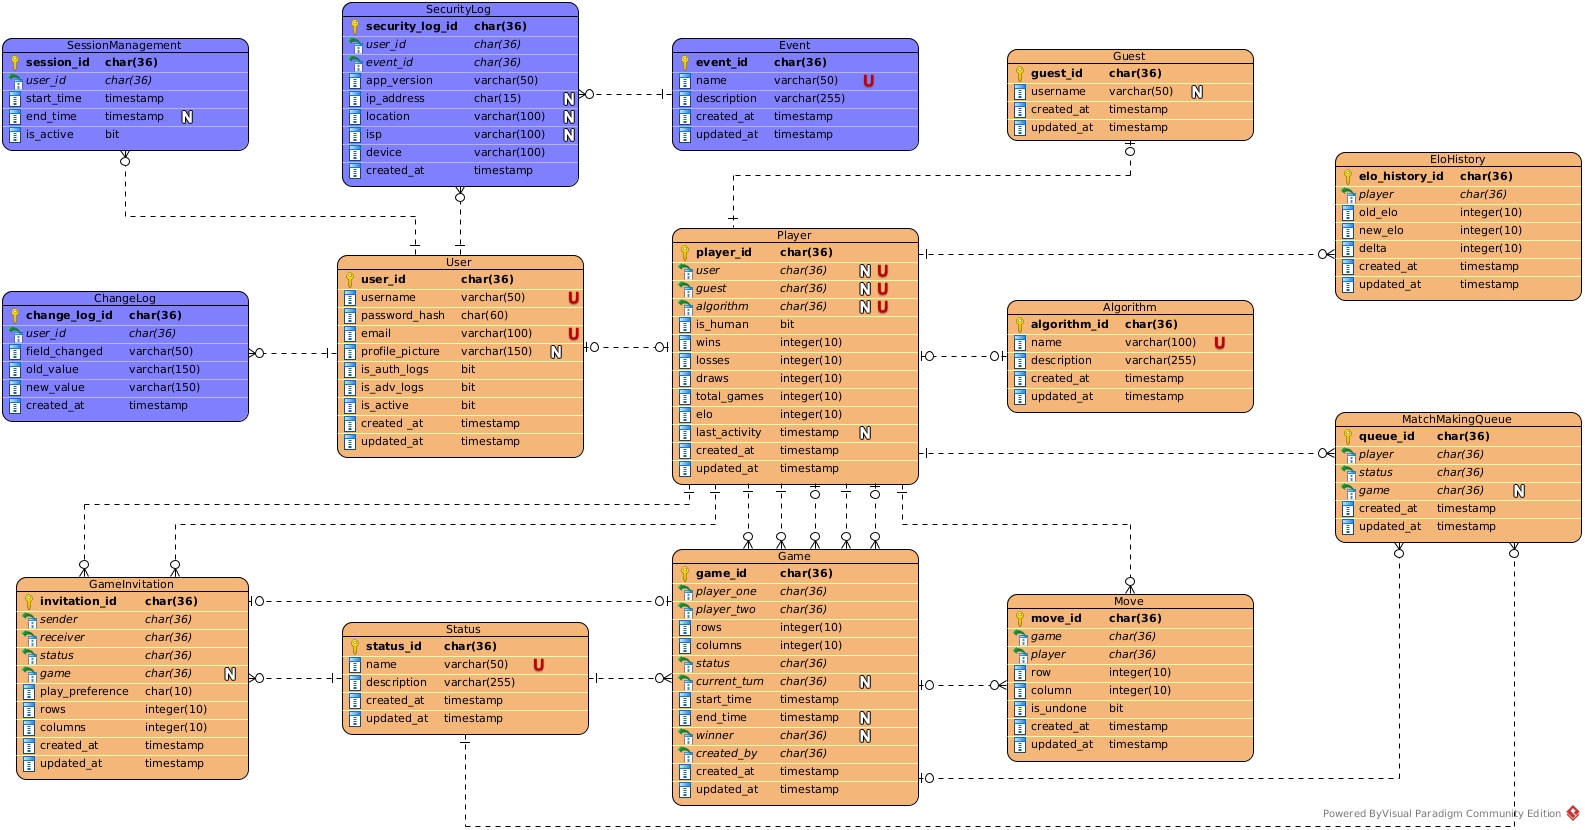 SessionManagement
session_id char(36)
user_id char(36)
start_time timestamp
end_time timestamp N
is_active bit
SecurityLog
security_log_id char(36)
user_id char(36)
event_id char(36)
app_version varchar(50)
ip_address char(15) N
location varchar(100) N
isp varchar(100) N
device varchar(100)
created_at timestamp
Event
event_id char(36)
name varchar(50) U
description varchar(255)
created_at timestamp
updated_at timestamp
Guest
guest_id char(36)
username varchar(50) N
created_at timestamp
updated_at timestamp
EloHistory
elo_history_id char(36)
player char(36)
old_elo integer(10)
new_elo integer(10)
delta integer(10)
created_at timestamp
updated_at timestamp
ChangeLog
change_log_id char(36)
user_id char(36)
field_changed varchar(50)
old_value varchar(150)
new_value varchar(150)
created_at timestamp
User
user_id char(36)
username varchar(50) U
password_hash char(60)
email varchar(100) U
profile_picture varchar(150) N
is_auth_logs bit
is_adv_logs bit
is_active bit
created _at timestamp
updated_at timestamp
Player
player_id char(36)
user char(36) N U
guest char(36) N U
algorithm char(36) N U
is_human bit
wins integer(10)
losses integer(10)
draws integer(10)
total_games integer(10)
elo integer(10)
last_activity timestamp N
created_at timestamp
updated_at timestamp
Algorithm
algorithm_id char(36)
name varchar(100) U
description varchar(255)
created_at timestamp
updated_at timestamp
MatchMakingQueue
queue_id char(36)
player char(36)
status char(36)
game char(36) N
created_at timestamp
updated_at timestamp
GameInvitation
invitation_id char(36)
sender char(36)
receiver char(36)
status char(36)
game char(36) N
play_preference char(10)
rows integer(10)
columns integer(10)
created_at timestamp
updated_at timestamp
Status
status_id char(36)
name varchar(50) U
description varchar(255)
created_at timestamp
updated_at timestamp
Game
game_id char(36)
player_one char(36)
player_two char(36)
rows integer(10)
columns integer(10)
status char(36)
current_turn char(36) N
start_time timestamp
end_time timestamp N
winner char(36) N
created_by char(36)
created_at timestamp
updated_at timestamp
Move
move_id char(36)
game char(36)
player char(36)
row integer(10)
column integer(10)
is_undone bit
created_at timestamp
updated_at timestamp
Powered ByVisual Paradigm Community Edition